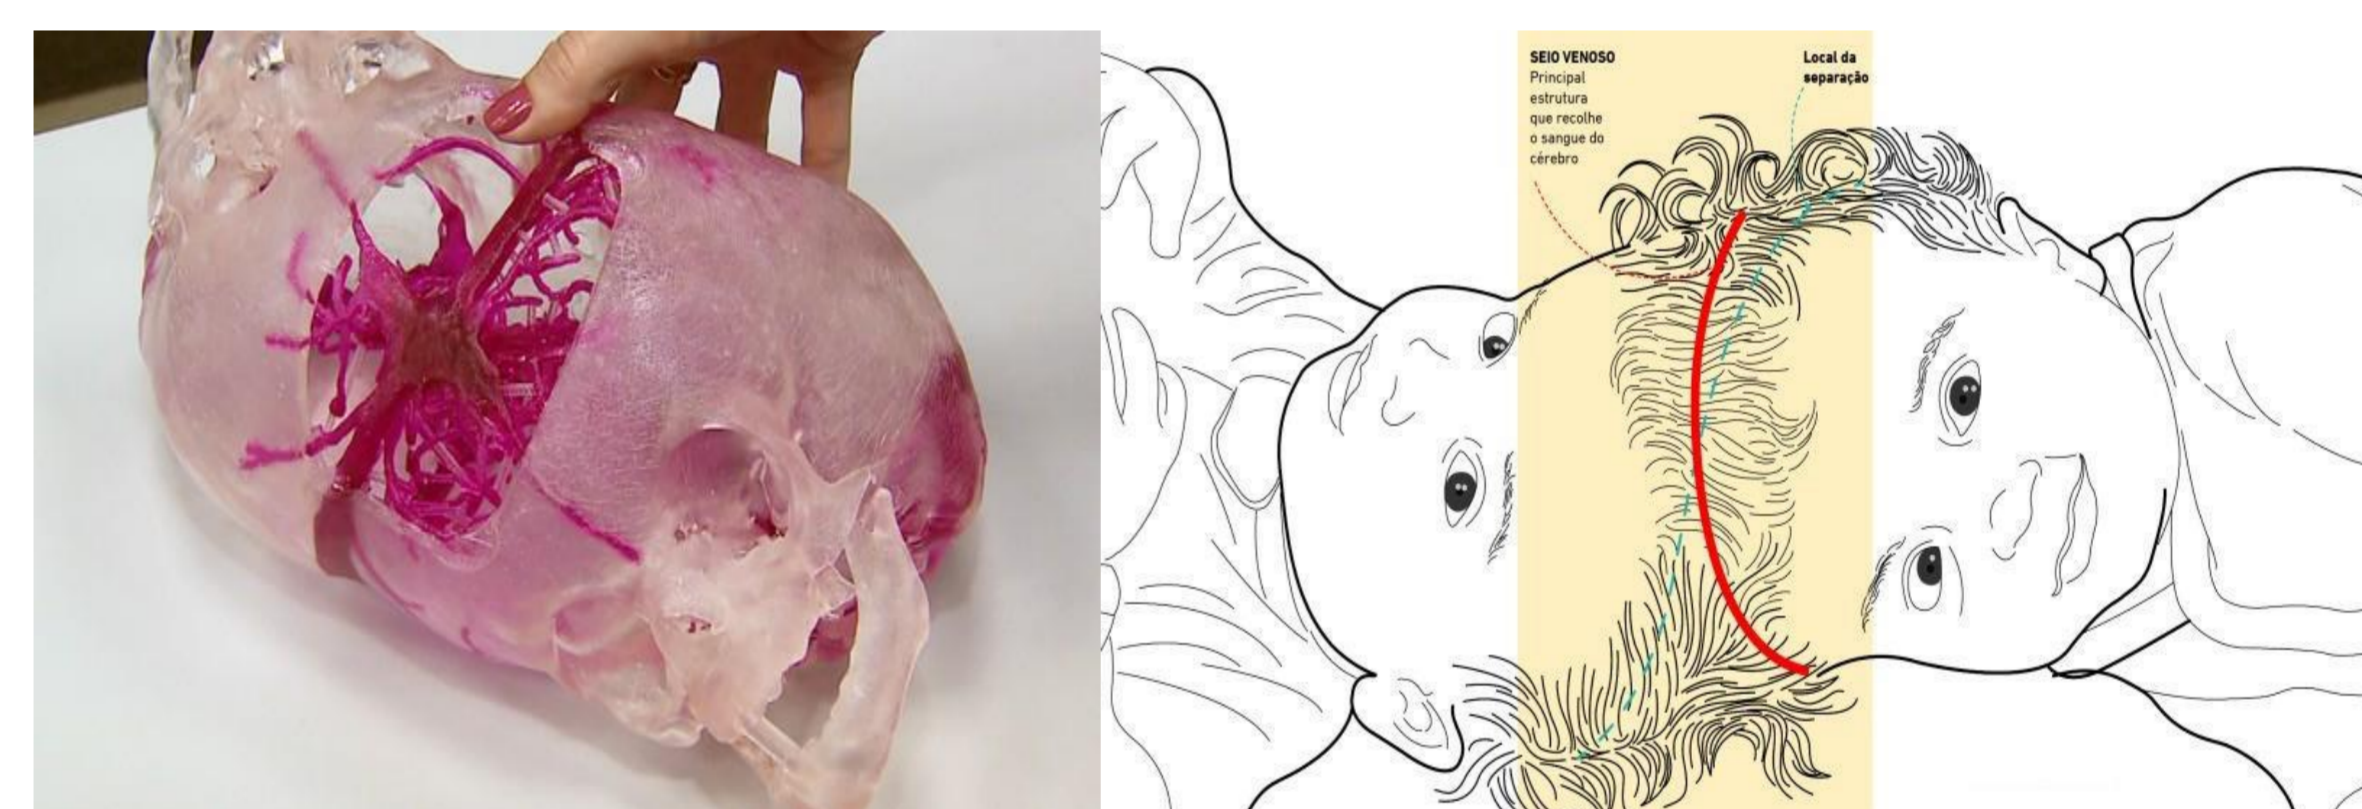 SEIO VENOSO
Principal
estrutura
que recolhe
o sangue do
cérebro
Local da
separação